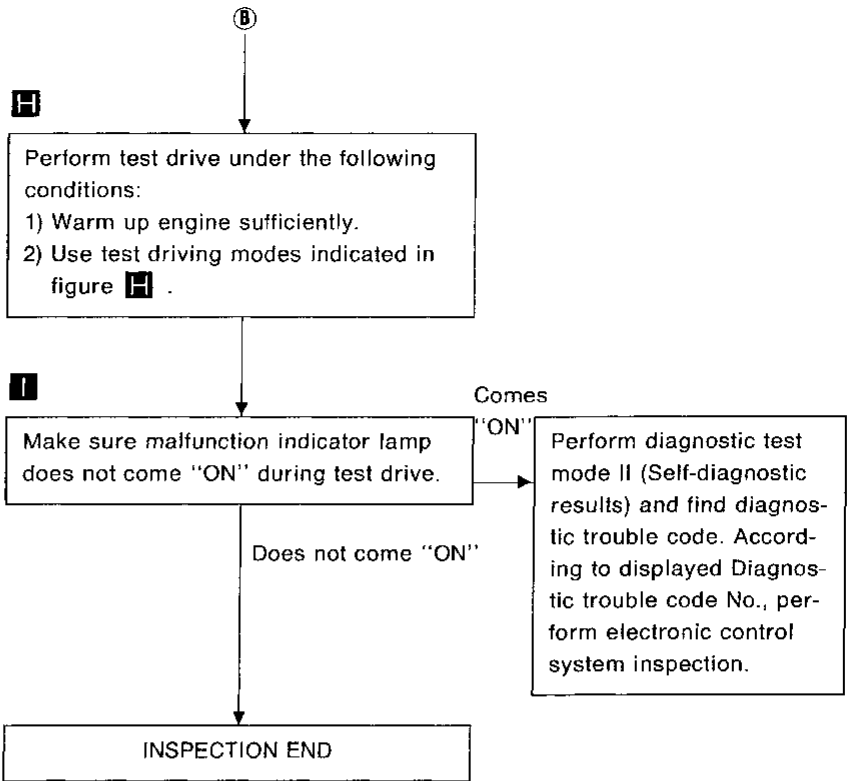 B
H
Perform test drive under the following
conditions:
1) Warm up engine sufficiently.
2) Use test driving modes indicated in
figure H .
I
Make sure malfunction indicator lamp
does not come "ON" during test drive.
Comes
"ON"
Perform diagnostic test
mode II (Self-diagnostic
results) and find diagnos-
tic trouble code. Accord-
ing to displayed Diagnos-
tic trouble code No., per-
form electronic control
system inspection.
Does not come "ON"
INSPECTION END